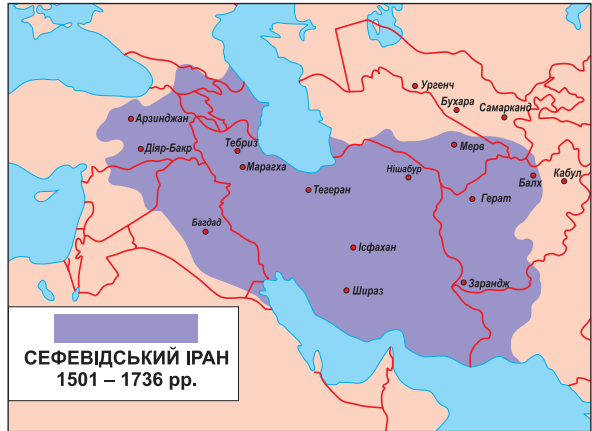 Ургенч
Бухара
Самарканд
Арзинджан
Діяр-Бакр
Тебриз
Мерв
Марагха
Нішабур
Кабул
Балх
Тегеран
Герат
Багдад
Ісфахан
Шираз
Зарандж
СЕФЕВІДСЬКИЙ ІРАН
1501 – 1736 рр.